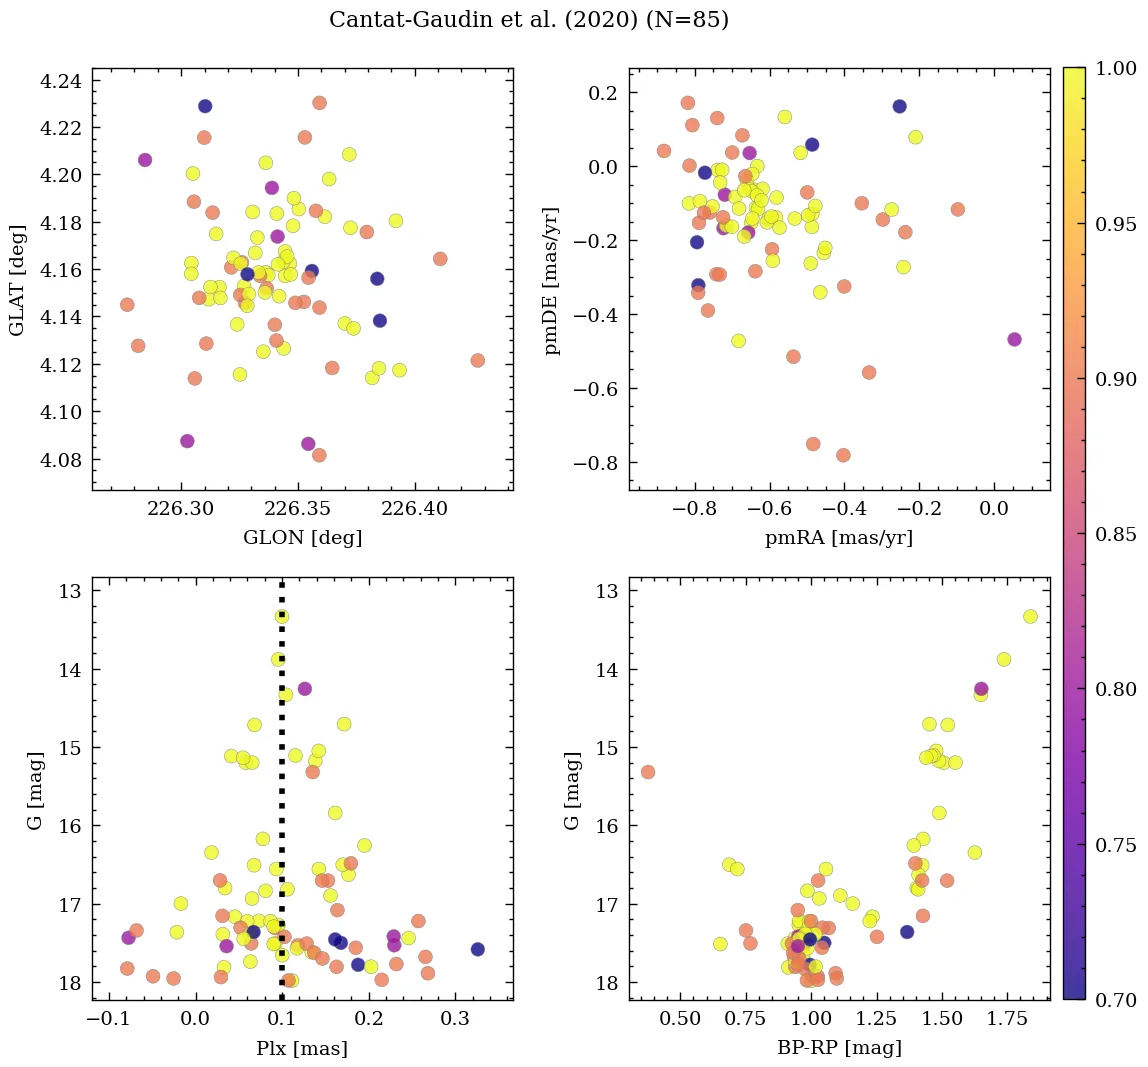 Cantat-Gaudin et al. (2020) (N=85)
4.24
4.22
4.20
4.18
4.16
4.14
4.12
4.10
4.08
GLAT [deg]
226.30 226.35 226.40
GLON [deg]
0.2
0.0
−0.2
−0.4
−0.6
−0.8
pmDE [mas/yr]
−0.8 −0.6 −0.4 −0.2 0.0
pmRA [mas/yr]
13
14
15
16
17
18
G [mag]
−0.1 0.0 0.1 0.2 0.3
Plx [mas]
13
14
15
16
17
18
G [mag]
0.50 0.75 1.00 1.25 1.50 1.75
BP-RP [mag]
1.00
0.95
0.90
0.85
0.80
0.75
0.70